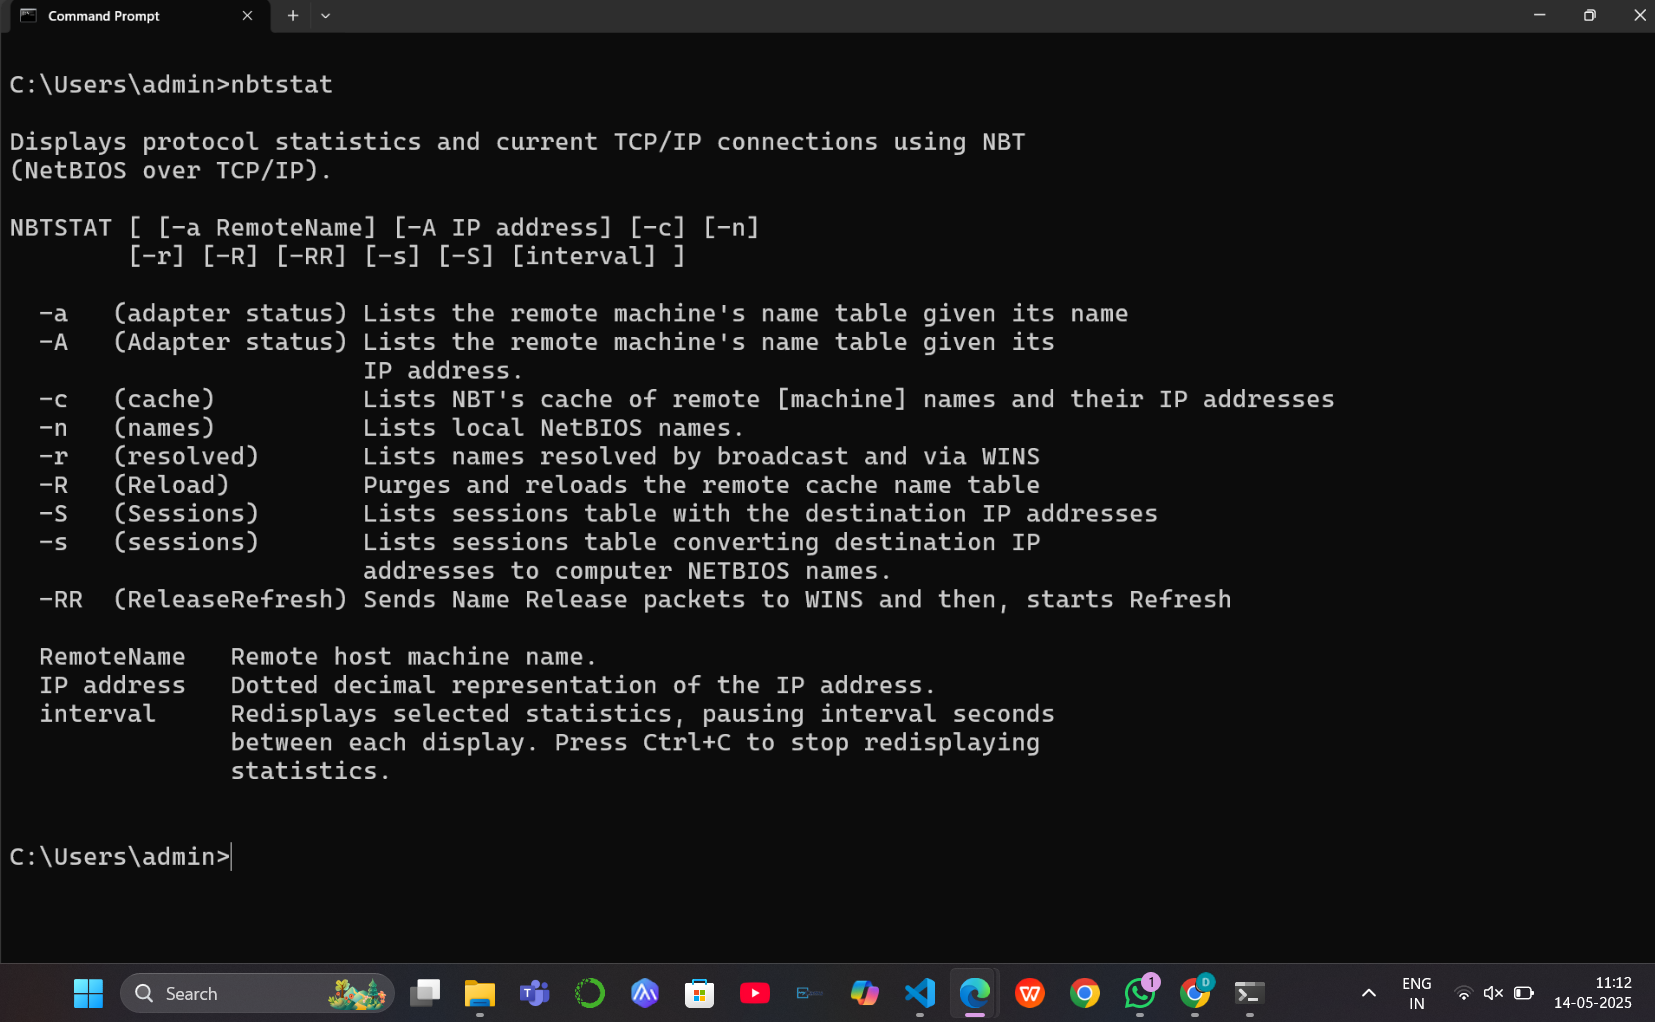 Command Prompt
C:\Users\admin>nbtstat
Displays protocol statistics and current TCP/IP connections using NBT
(NetBIOS over TCP/IP).
NBTSTAT [ [-a RemoteName] [-A IP address] [-c] [-n]
[-r] [-R] [-RR] [-s] [-S] [interval] ]
-a (adapter status) Lists the remote machine's name table given its name
-A (Adapter status) Lists the remote machine's name table given its
IP address.
-c (cache) Lists NBT's cache of remote [machine] names and their IP addresses
-n (names) Lists local NetBIOS names.
-r (resolved) Lists names resolved by broadcast and via WINS
-R (Reload) Purges and reloads the remote cache name table
-S (Sessions) Lists sessions table with the destination IP addresses
-s (sessions) Lists sessions table converting destination IP
addresses to computer NETBIOS names.
-RR (ReleaseRefresh) Sends Name Release packets to WINS and then, starts Refresh
RemoteName Remote host machine name.
IP address Dotted decimal representation of the IP address.
interval Redisplays selected statistics, pausing interval seconds
between each display. Press Ctrl+C to stop redisplaying
statistics.
C:\Users\admin>
Search
1
D
ENG
IN
11:12
14-05-2025